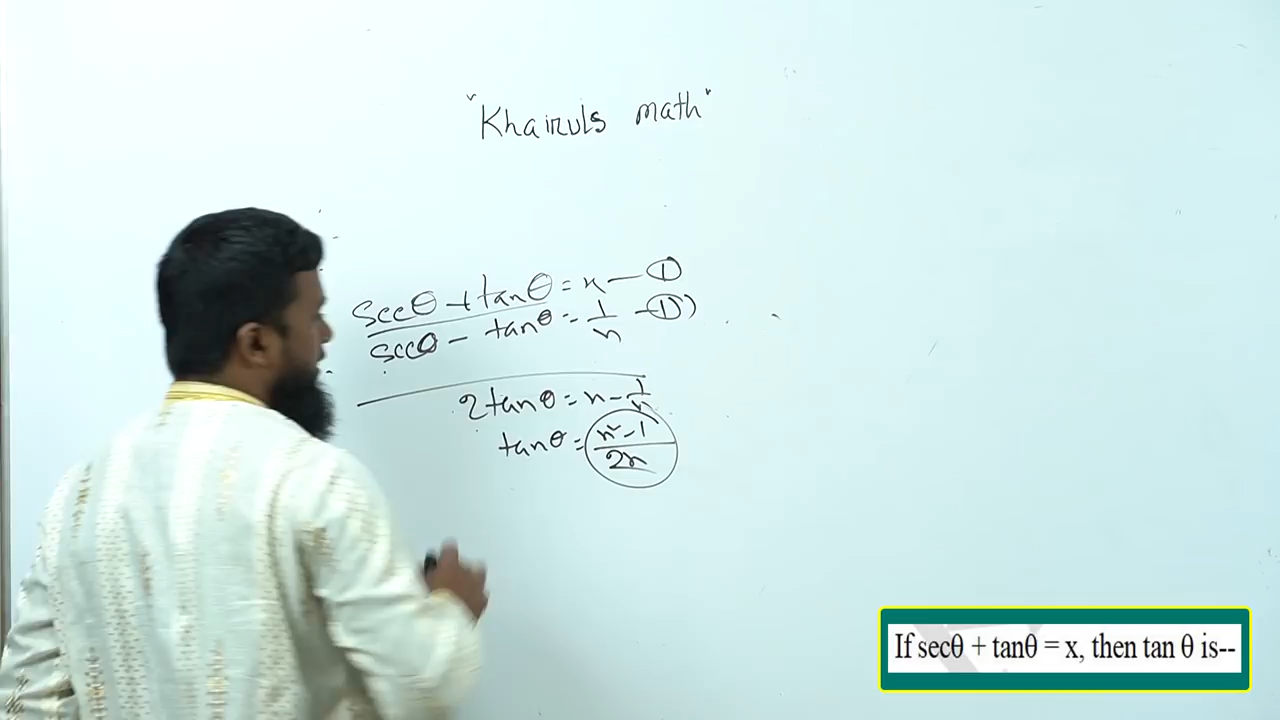 "Khairuls math"
secθ + tanθ = x — ①
secθ - tanθ = 1/x — ⑪
2tanθ = x - 1/x
tanθ = x²-1/2x
If secθ + tanθ = x, then tan θ is--